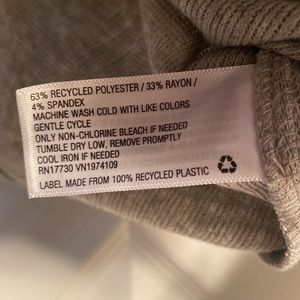 63% RECYCLED POLYESTER / 33% RAYON /
4% SPANDEX
MACHINE WASH COLD WITH LIKE COLORS
GENTLE CYCLE
ONLY NON-CHLORINE BLEACH IF NEEDED
TUMBLE DRY LOW, REMOVE PROMPTLY
COOL IRON IF NEEDED
RN17730 VN1974109
LABEL MADE FROM 100% RECYCLED PLASTIC